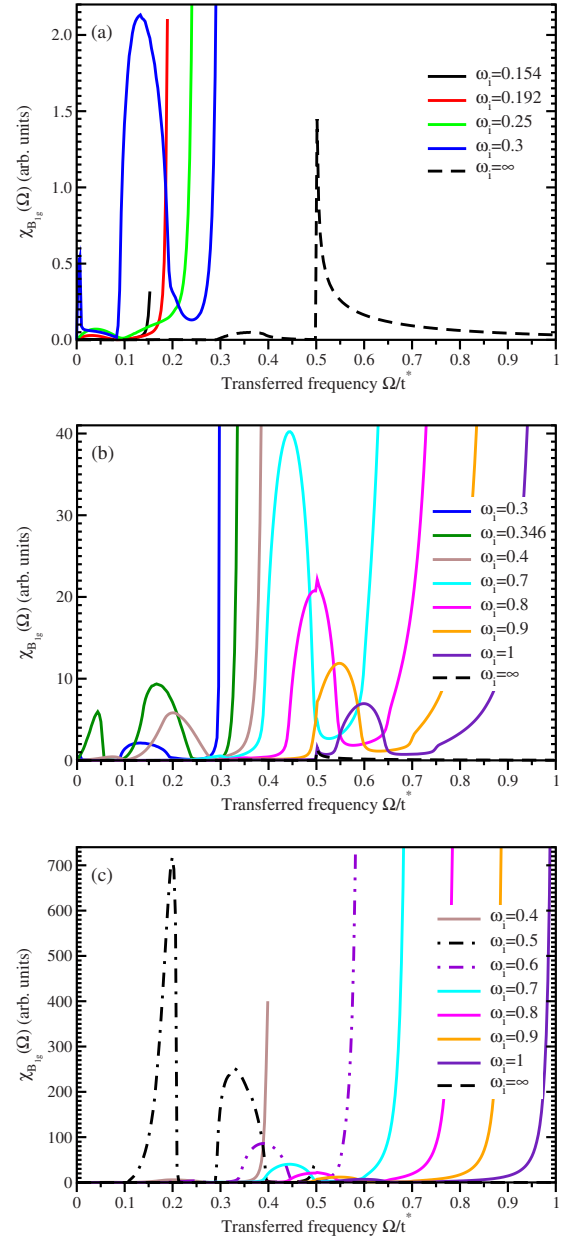 (a)
χB1g(Ω) (arb. units)
2.0
1.5
1.0
0.5
0.0
ωi=0.154
ωi=0.192
ωi=0.25
ωi=0.3
ωi=∞
0 0.1 0.2 0.3 0.4 0.5 0.6 0.7 0.8 0.9 1
Transferred frequency Ω/t*
(b)
χB1g(Ω) (arb. units)
40
30
20
10
0
ωi=0.3
ωi=0.346
ωi=0.4
ωi=0.7
ωi=0.8
ωi=0.9
ωi=1
ωi=∞
0 0.1 0.2 0.3 0.4 0.5 0.6 0.7 0.8 0.9 1
Transferred frequency Ω/t*
(c)
χB1g(Ω) (arb. units)
700
600
500
400
300
200
100
0
ωi=0.4
ωi=0.5
ωi=0.6
ωi=0.7
ωi=0.8
ωi=0.9
ωi=1
ωi=∞
0 0.1 0.2 0.3 0.4 0.5 0.6 0.7 0.8 0.9 1
Transferred frequency Ω/t*